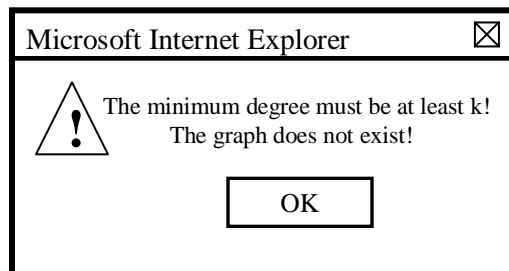 Microsoft Internet Explorer
The minimum degree must be at least k!
The graph does not exist!
OK